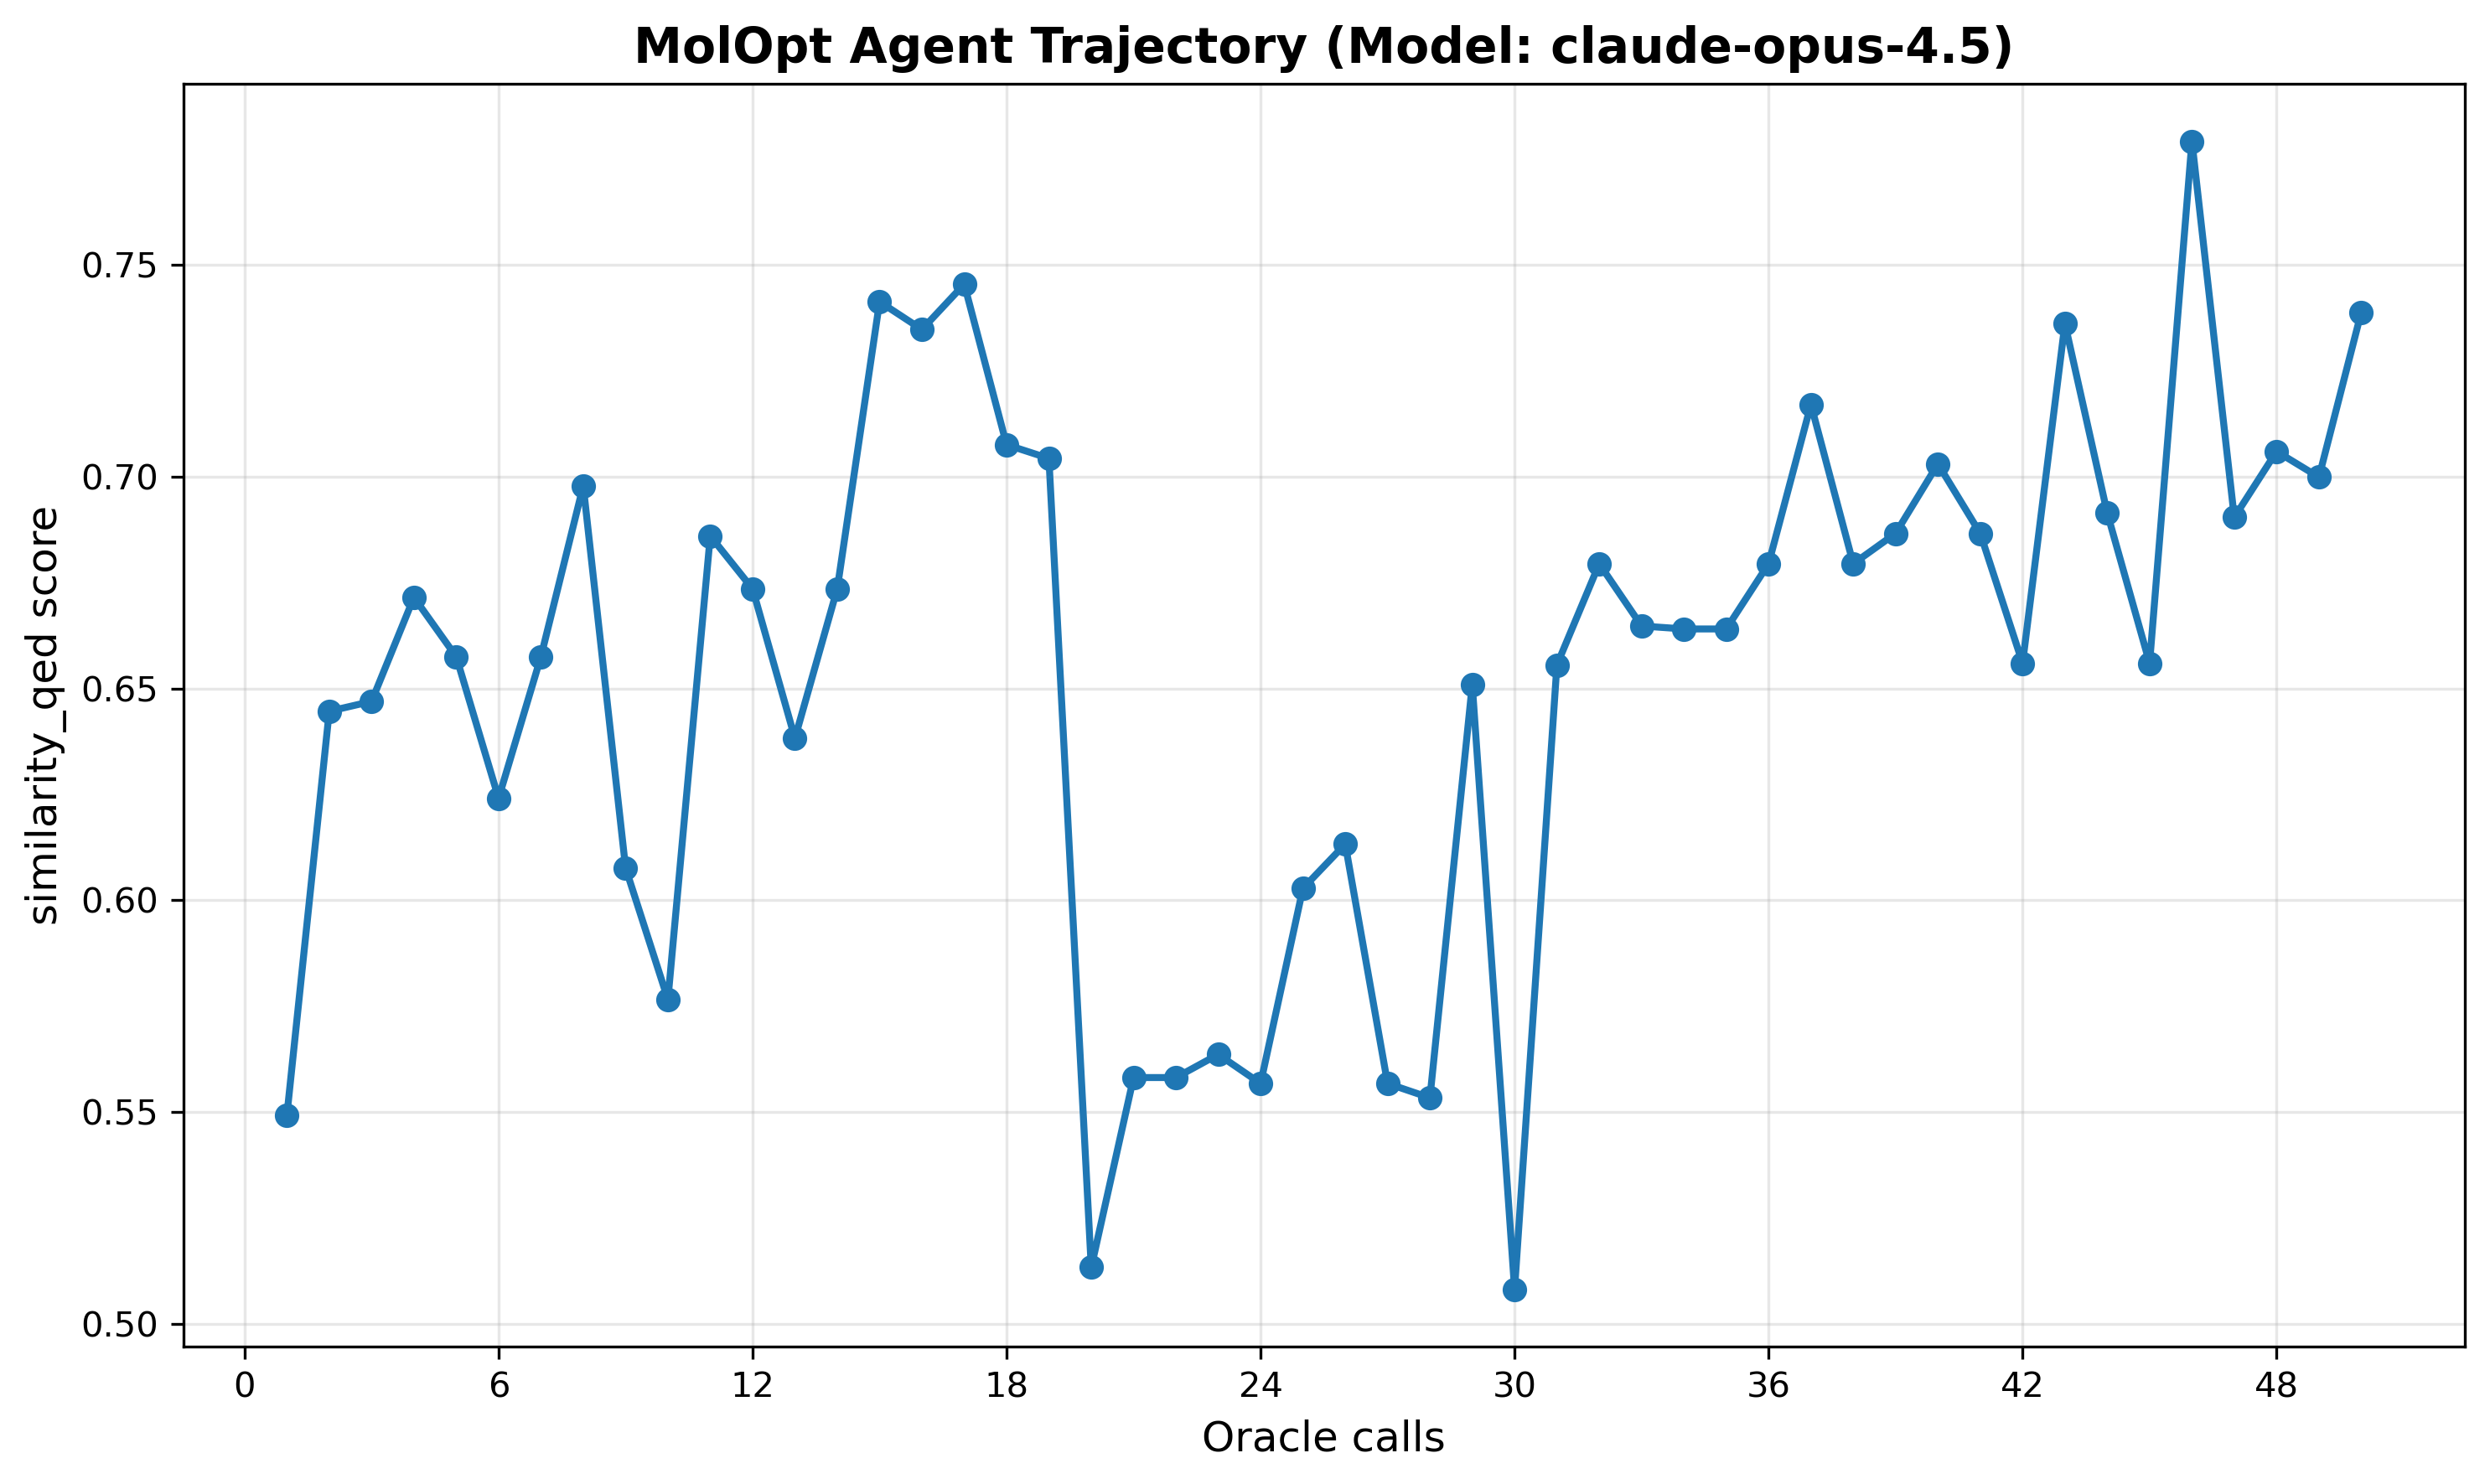 MolOpt Agent Trajectory (Model: claude-opus-4.5)
similarity_qed score
0.75
0.70
0.65
0.60
0.55
0.50
0 6 12 18 24 30 36 42 48
Oracle calls